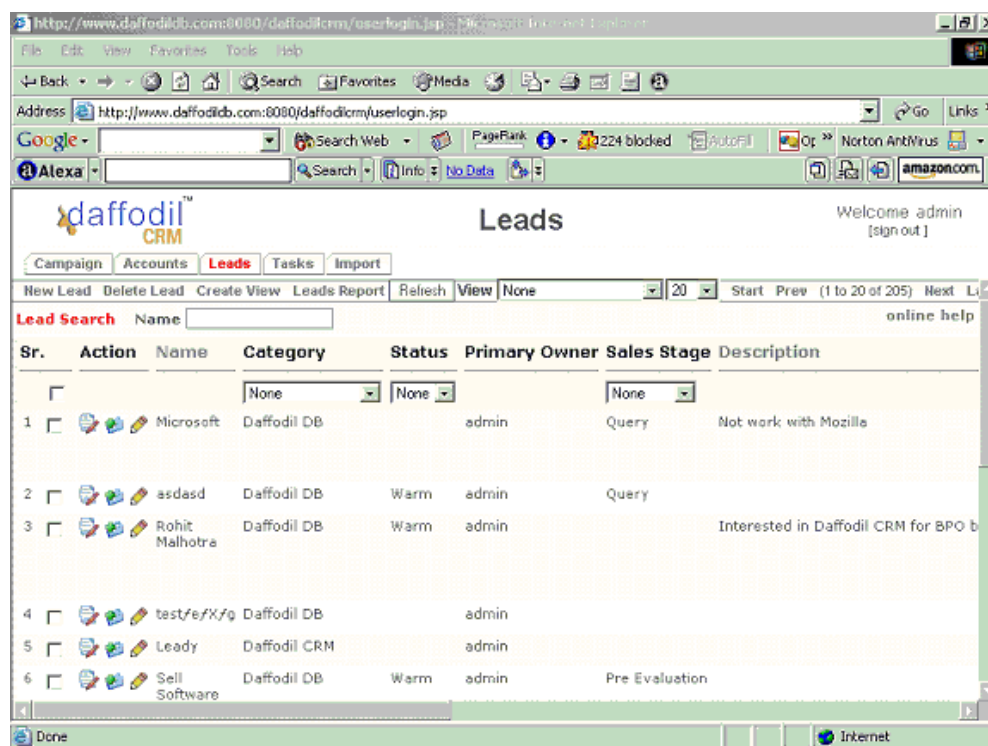 http://www.daffodildb.com:8080/daffodilcrm/userlogin.jsp - Microsoft Internet Explorer
File Edit View Favorites Tools Help
Back Search Favorites Media
Address http://www.daffodildb.com:8080/daffodilcrm/userlogin.jsp Go Links
Google Search Web PageRank 224 blocked AutoFill Op Norton AntiVirus
Alexa Search Info No Data amazon.com.
daffodil™ CRM
Leads
Welcome admin
[sign out ]
Campaign Accounts Leads Tasks Import
New Lead Delete Lead Create View Leads Report Refresh View None 20 Start Prev (1 to 20 of 205) Next La
Lead Search Name online help
Sr. Action Name Category Status Primary Owner Sales Stage Description
None None None
1 Microsoft Daffodil DB admin Query Not work with Mozilla
2 asdasd Daffodil DB Warm admin Query
3 Rohit Daffodil DB Warm admin Interested in Daffodil CRM for BPO b
Malhotra
4 Daffodil DB admin
5 Leady Daffodil CRM admin
6 Sell Daffodil DB Warm admin Pre Evaluation
Software
Done Internet